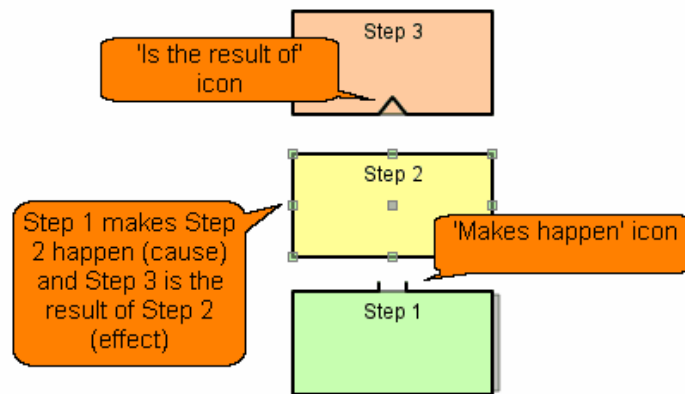 Step 3
'Is the result of'
icon
Step 2
Step 1 makes Step
2 happen (cause)
and Step 3 is the
result of Step 2
(effect)
'Makes happen' icon
Step 1